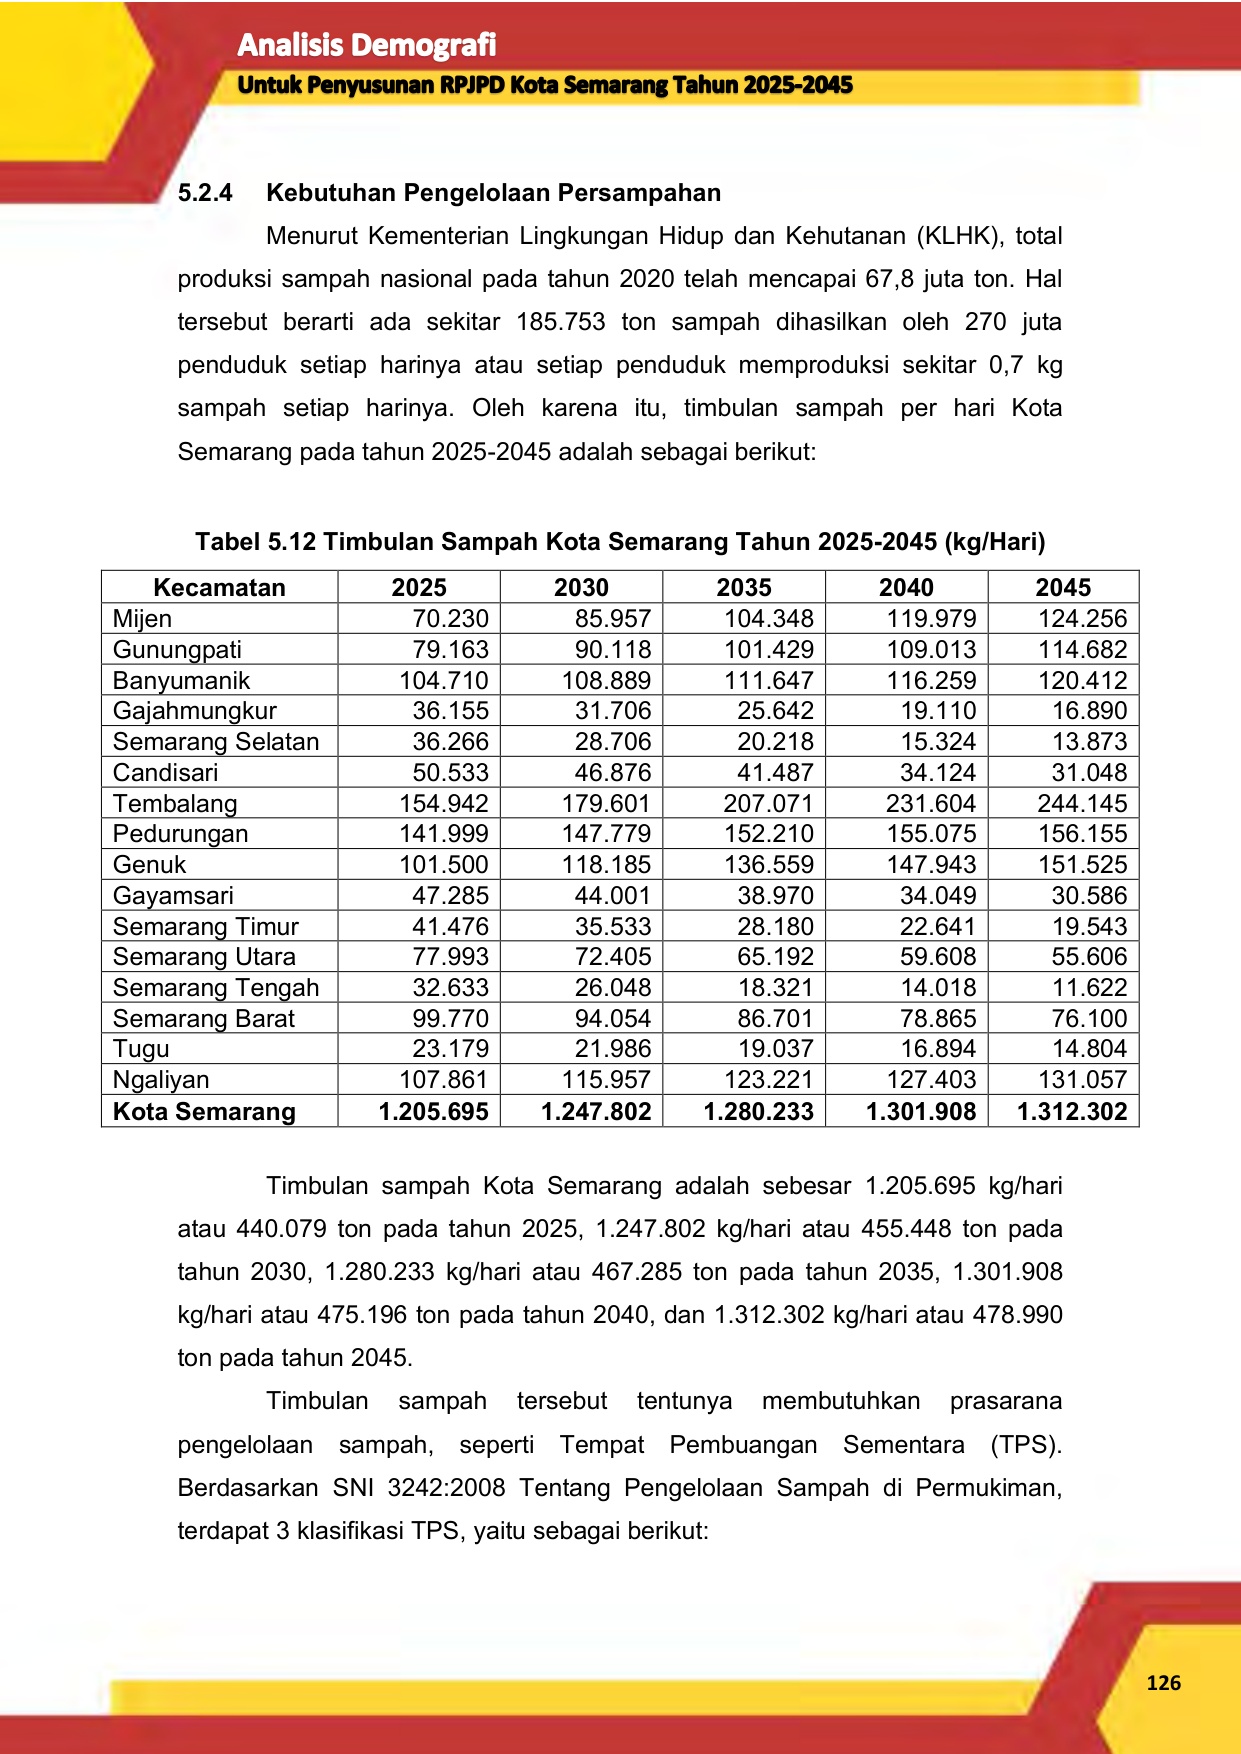 Analisis Demografi
Untuk Penyusunan RPJPD Kota Semarang Tahun 2025-2045
5.2.4 Kebutuhan Pengelolaan Persampahan
Menurut Kementerian Lingkungan Hidup dan Kehutanan (KLHK), total
produksi sampah nasional pada tahun 2020 telah mencapai 67,8 juta ton. Hal
tersebut berarti ada sekitar 185.753 ton sampah dihasilkan oleh 270 juta
penduduk setiap harinya atau setiap penduduk memproduksi sekitar 0,7 kg
sampah setiap harinya. Oleh karena itu, timbulan sampah per hari Kota
Semarang pada tahun 2025-2045 adalah sebagai berikut:
Tabel 5.12 Timbulan Sampah Kota Semarang Tahun 2025-2045 (kg/Hari)
Kecamatan 2025 2030 2035 2040 2045
Mijen 70.230 85.957 104.348 119.979 124.256
Gunungpati 79.163 90.118 101.429 109.013 114.682
Banyumanik 104.710 108.889 111.647 116.259 120.412
Gajahmungkur 36.155 31.706 25.642 19.110 16.890
Semarang Selatan 36.266 28.706 20.218 15.324 13.873
Candisari 50.533 46.876 41.487 34.124 31.048
Tembalang 154.942 179.601 207.071 231.604 244.145
Pedurungan 141.999 147.779 152.210 155.075 156.155
Genuk 101.500 118.185 136.559 147.943 151.525
Gayamsari 47.285 44.001 38.970 34.049 30.586
Semarang Timur 41.476 35.533 28.180 22.641 19.543
Semarang Utara 77.993 72.405 65.192 59.608 55.606
Semarang Tengah 32.633 26.048 18.321 14.018 11.622
Semarang Barat 99.770 94.054 86.701 78.865 76.100
Tugu 23.179 21.986 19.037 16.894 14.804
Ngaliyan 107.861 115.957 123.221 127.403 131.057
Kota Semarang 1.205.695 1.247.802 1.280.233 1.301.908 1.312.302
Timbulan sampah Kota Semarang adalah sebesar 1.205.695 kg/hari
atau 440.079 ton pada tahun 2025, 1.247.802 kg/hari atau 455.448 ton pada
tahun 2030, 1.280.233 kg/hari atau 467.285 ton pada tahun 2035, 1.301.908
kg/hari atau 475.196 ton pada tahun 2040, dan 1.312.302 kg/hari atau 478.990
ton pada tahun 2045.
Timbulan sampah tersebut tentunya membutuhkan prasarana
pengelolaan sampah, seperti Tempat Pembuangan Sementara (TPS).
Berdasarkan SNI 3242:2008 Tentang Pengelolaan Sampah di Permukiman,
terdapat 3 klasifikasi TPS, yaitu sebagai berikut:
126